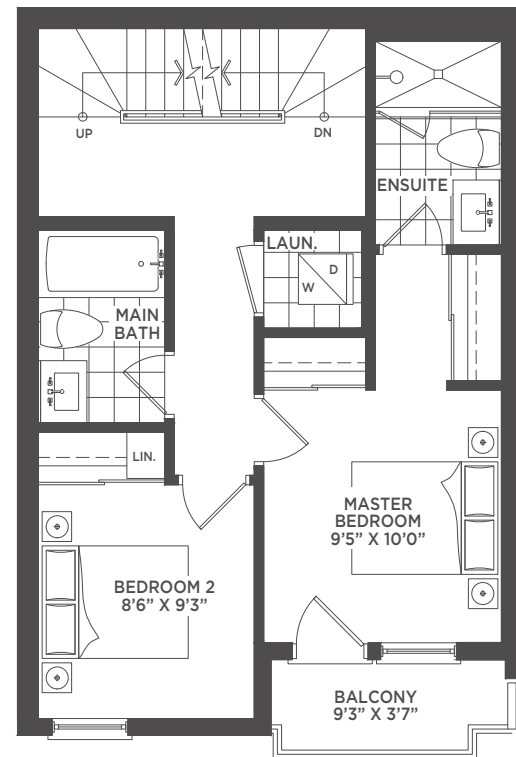 UP
DN
ENSUITE
LAUN.
D
W
MAIN
BATH
LIN.
MASTER
BEDROOM
9'5” X 10'0”
BEDROOM 2
8'6” X 9'3”
BALCONY
9'3” X 3'7”